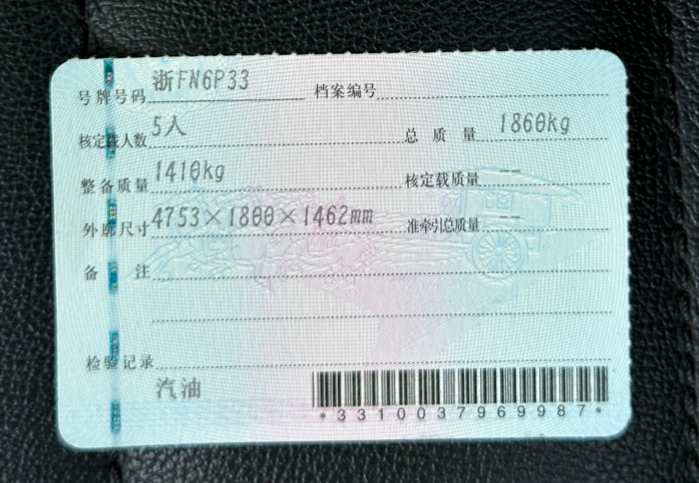 号牌号码 浙FN6P33 档案编号
核定载人数 5人 总质量 1860kg
整备质量 1410kg 核定载质量 --
外廓尺寸 4753×1800×1462mm 准牵引总质量 --
备注
检验记录
汽油
*3310037969987*